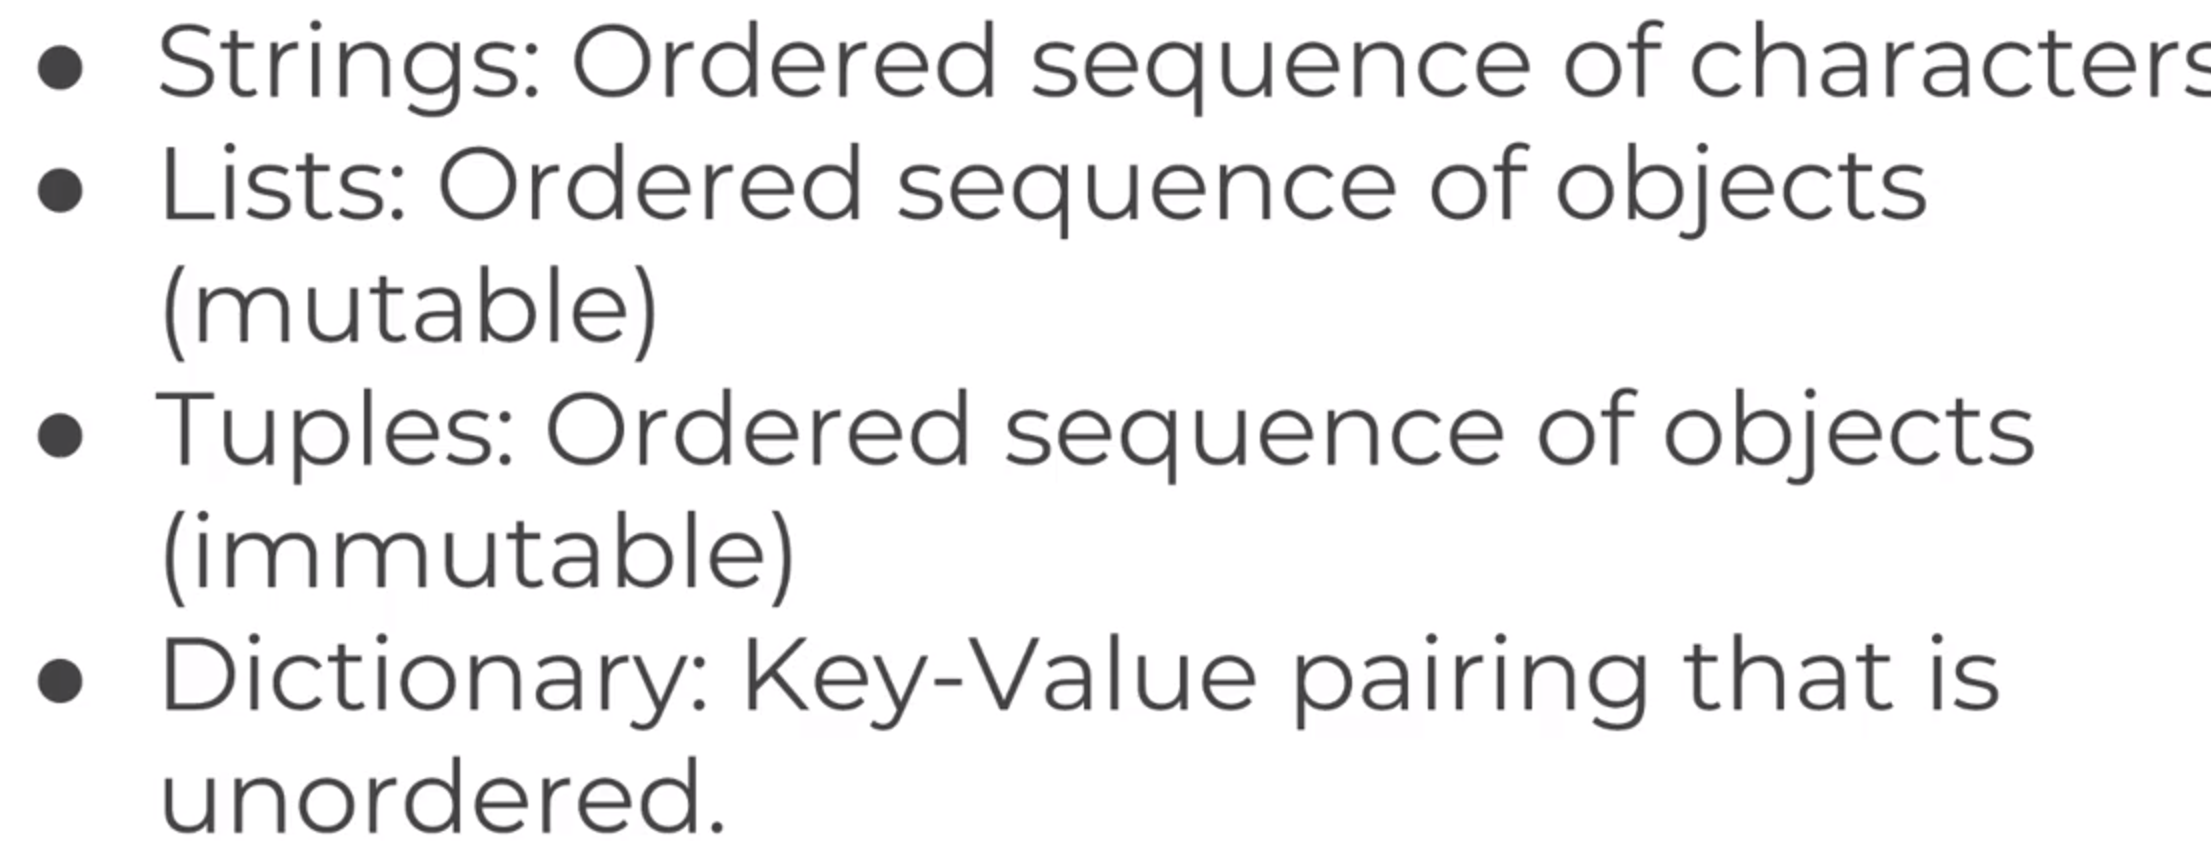 ● Strings: Ordered sequence of characters
● Lists: Ordered sequence of objects
(mutable)
● Tuples: Ordered sequence of objects
(immutable)
● Dictionary: Key-Value pairing that is
unordered.